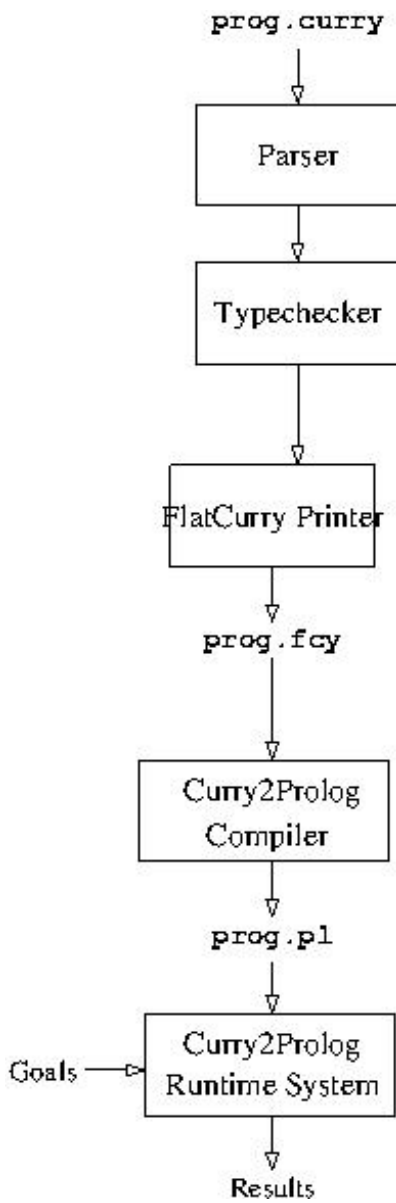 prog.curry
Parser
Typechecker
FlatCurry Printer
prog.fcy
Curry2Prolog
Compiler
prog.pl
Curry2Prolog
Goals
Runtime System
Results